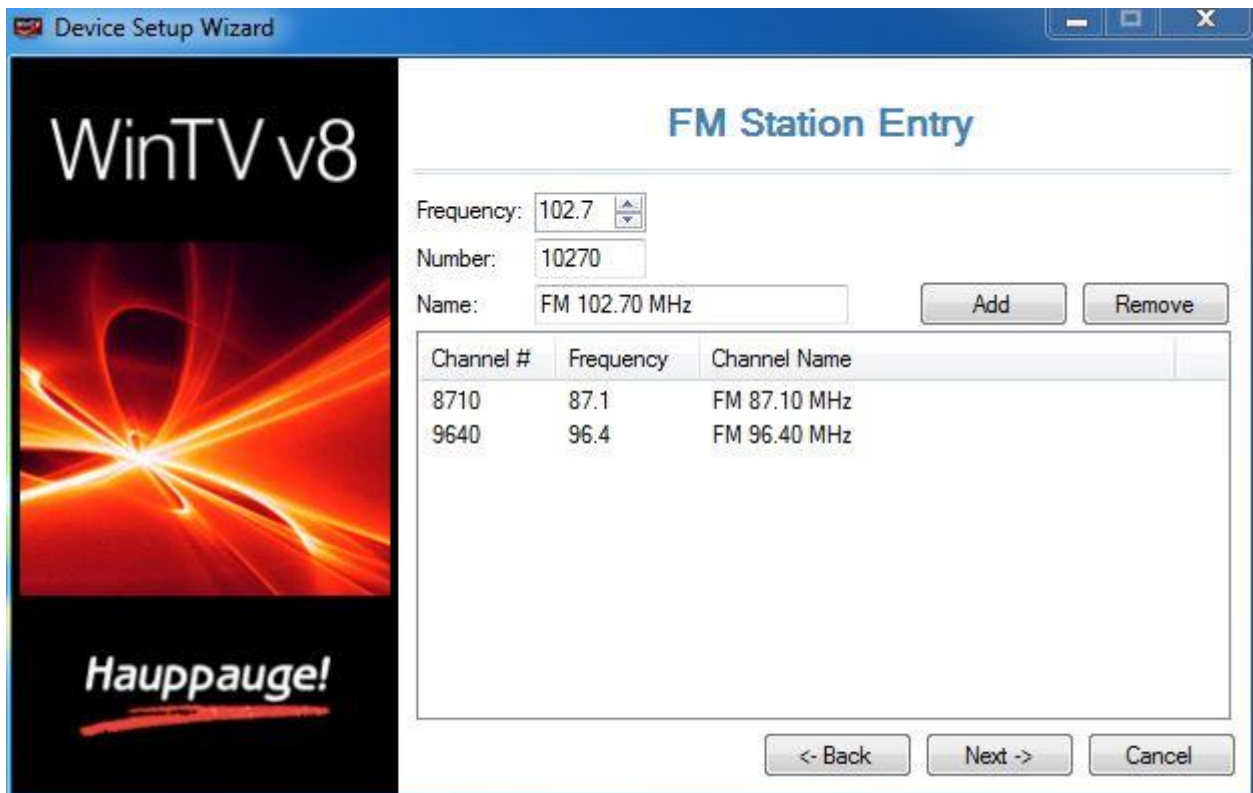 Device Setup Wizard
WinTV v8
Hauppauge!
FM Station Entry
Frequency: 102.7
Number: 10270
Name: FM 102.70 MHz Add Remove
Channel # Frequency Channel Name
8710 87.1 FM 87.10 MHz
9640 96.4 FM 96.40 MHz
<- Back Next -> Cancel